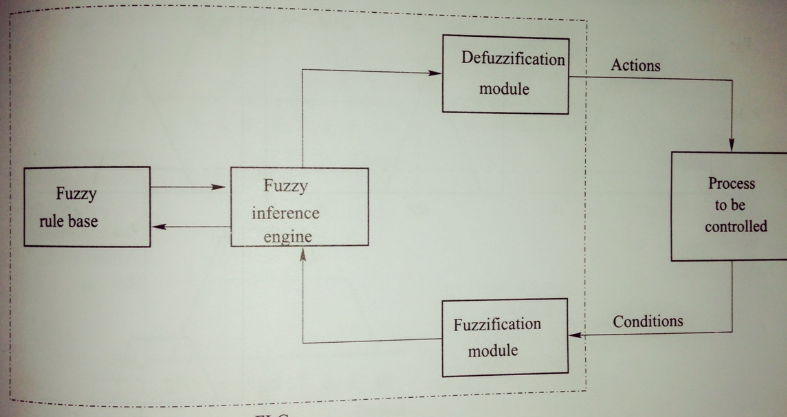 Defuzzification
module
Actions
Fuzzy
rule base
Fuzzy
inference
engine
Process
to be
controlled
Fuzzification
module
Conditions